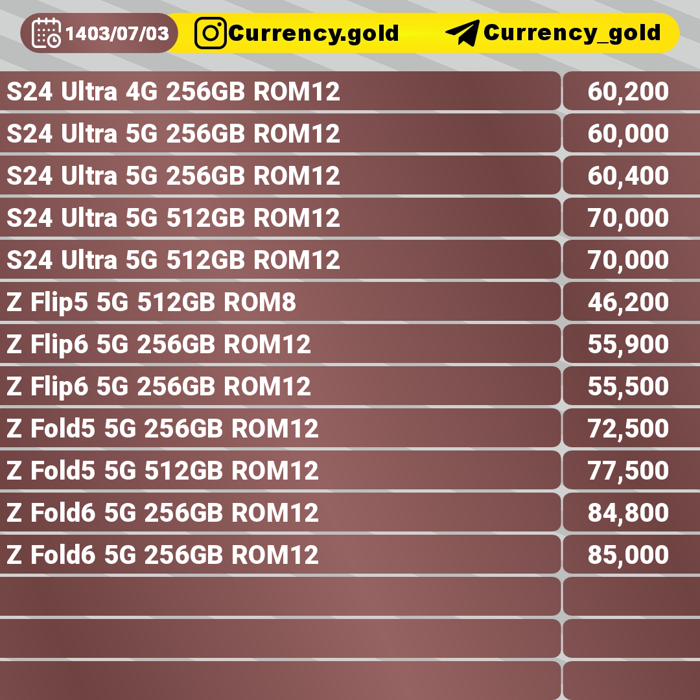 1403/07/03 Currency.gold Currency_gold
S24 Ultra 4G 256GB ROM12 60,200
S24 Ultra 5G 256GB ROM12 60,000
S24 Ultra 5G 256GB ROM12 60,400
S24 Ultra 5G 512GB ROM12 70,000
S24 Ultra 5G 512GB ROM12 70,000
Z Flip5 5G 512GB ROM8 46,200
Z Flip6 5G 256GB ROM12 55,900
Z Flip6 5G 256GB ROM12 55,500
Z Fold5 5G 256GB ROM12 72,500
Z Fold5 5G 512GB ROM12 77,500
Z Fold6 5G 256GB ROM12 84,800
Z Fold6 5G 256GB ROM12 85,000